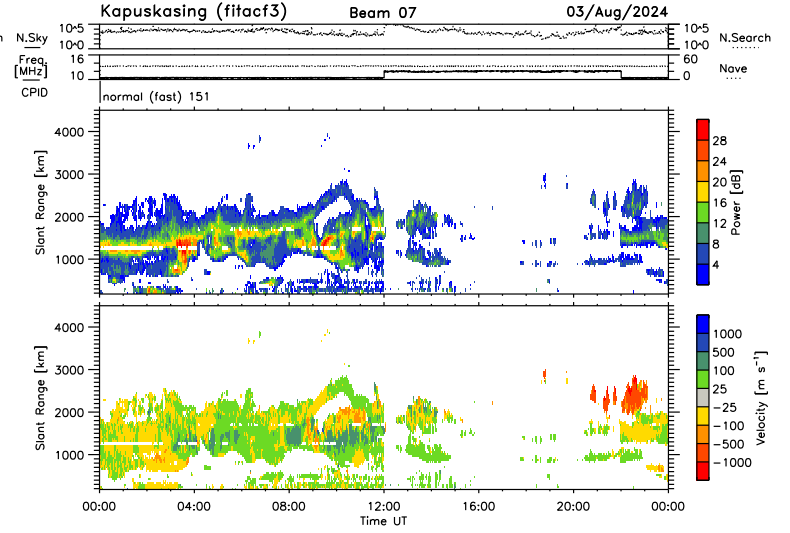 Kapuskasing (fitacf3) Beam 07 03/Aug/2024
N.Sky 10^5 10^0 10^5 10^0 N.Search
Freq. [MHz] 16 10 60 0 Nave
CPID normal (fast) 151
Slant Range [km]
4000
3000
2000
1000
Power [dB]
28
24
20
16
12
8
4
Slant Range [km]
4000
3000
2000
1000
Velocity [m s⁻¹]
1000
500
100
25
−25
−100
−500
−1000
00:00 04:00 08:00 12:00 16:00 20:00 00:00
Time UT